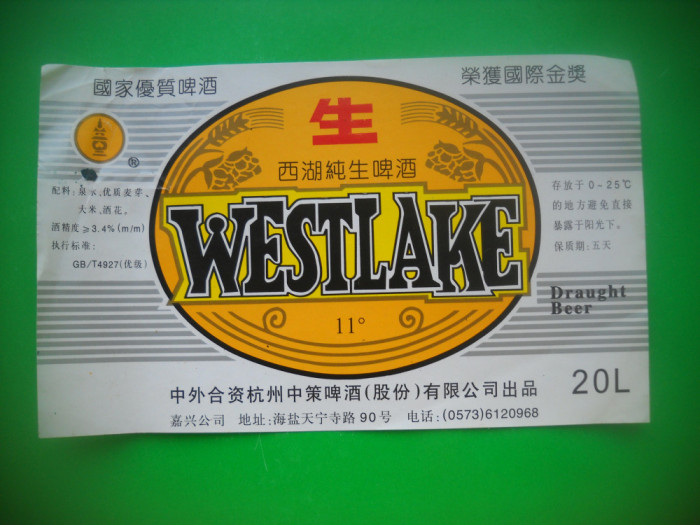 國家優質啤酒
榮獲國際金獎
生
西湖純生啤酒
®
配料: 泉水,优质麦芽、
大米,酒花。
酒精度≥3.4%(m/m)
执行标准:
GB/T4927(优级)
WESTLAKE
存放于0~25℃
的地方避免直接
暴露于阳光下。
保质期:五天
Draught
Beer
11°
中外合资杭州中策啤酒(股份)有限公司出品
20L
嘉兴公司 地址:海盐天宁寺路90号 电话:(0573)6120968